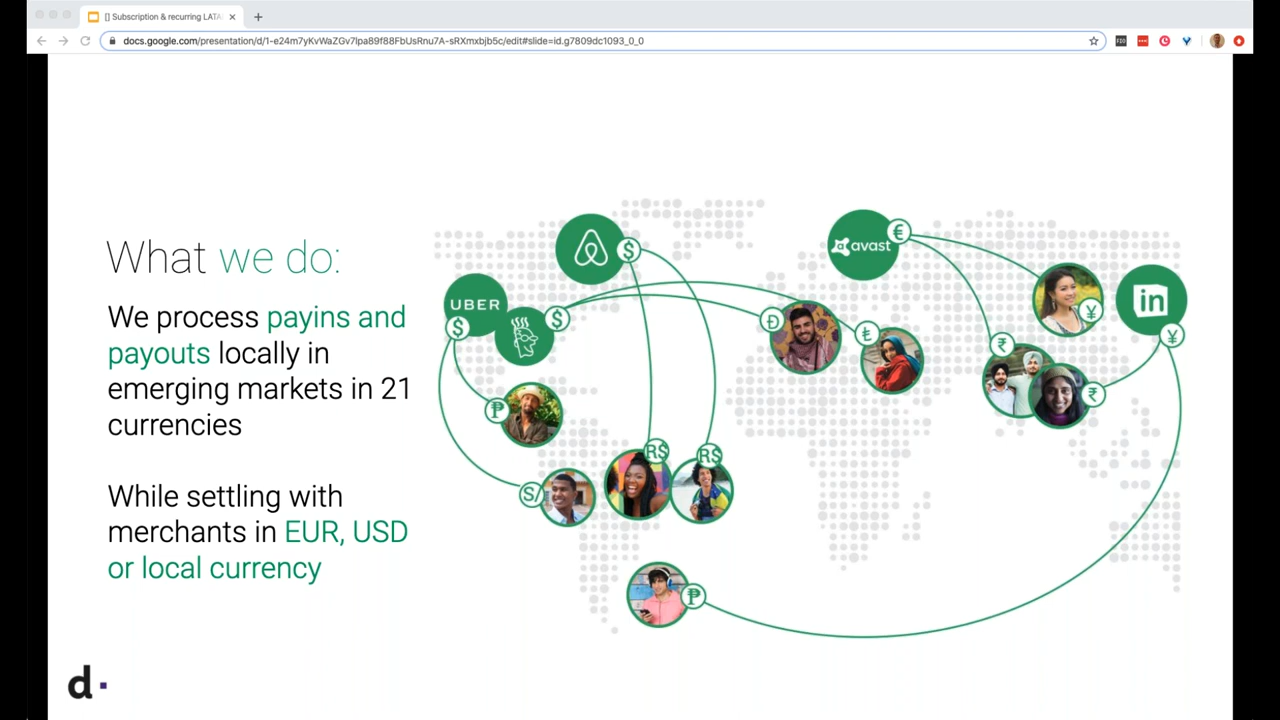 [] Subscription & recurring LATA
docs.google.com/presentation/d/1-e24m7yKvWaZGv7lpa89f88FbUsRnu7A-sRXmxbjb5c/edit#slide=id.g7809dc1093_0_0
What we do:
We process payins and
payouts locally in
emerging markets in 21
currencies
While settling with
merchants in EUR, USD
or local currency
$
avast
€
UBER
$
$
in
¥
¥
Đ
₺
₹
₹
₱
R$
R$
S/
₱
d·